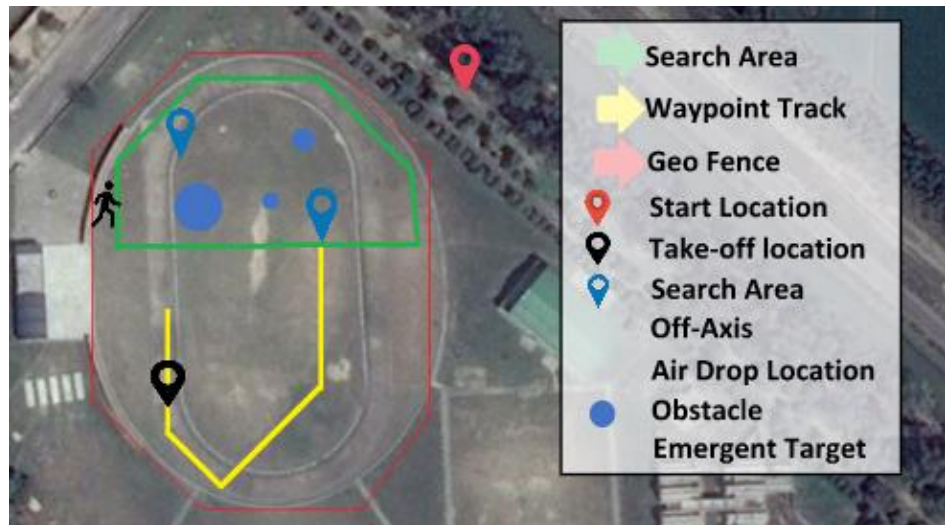 Search Area
Waypoint Track
Geo Fence
Start Location
Take-off location
Search Area
Off-Axis
Air Drop Location
Obstacle
Emergent Target